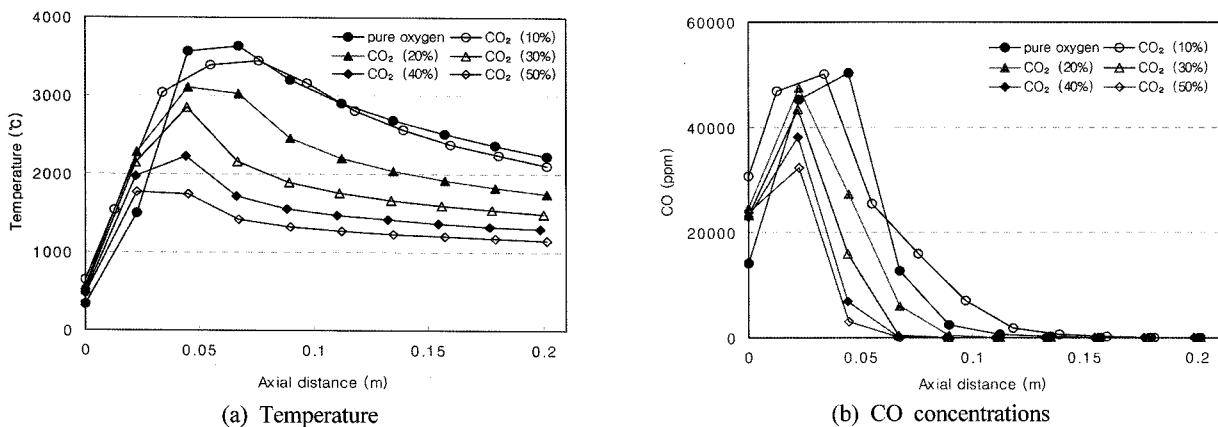 4000
3000
2000
1000
0
Temperature (℃)
pure oxygen
CO₂ (10%)
CO₂ (20%)
CO₂ (30%)
CO₂ (40%)
CO₂ (50%)
0
0.05
0.1
0.15
0.2
Axial distance (m)
(a) Temperature
60000
40000
20000
0
CO (ppm)
pure oxygen
CO₂ (10%)
CO₂ (20%)
CO₂ (30%)
CO₂ (40%)
CO₂ (50%)
0
0.05
0.1
0.15
0.2
Axial distance (m)
(b) CO concentrations